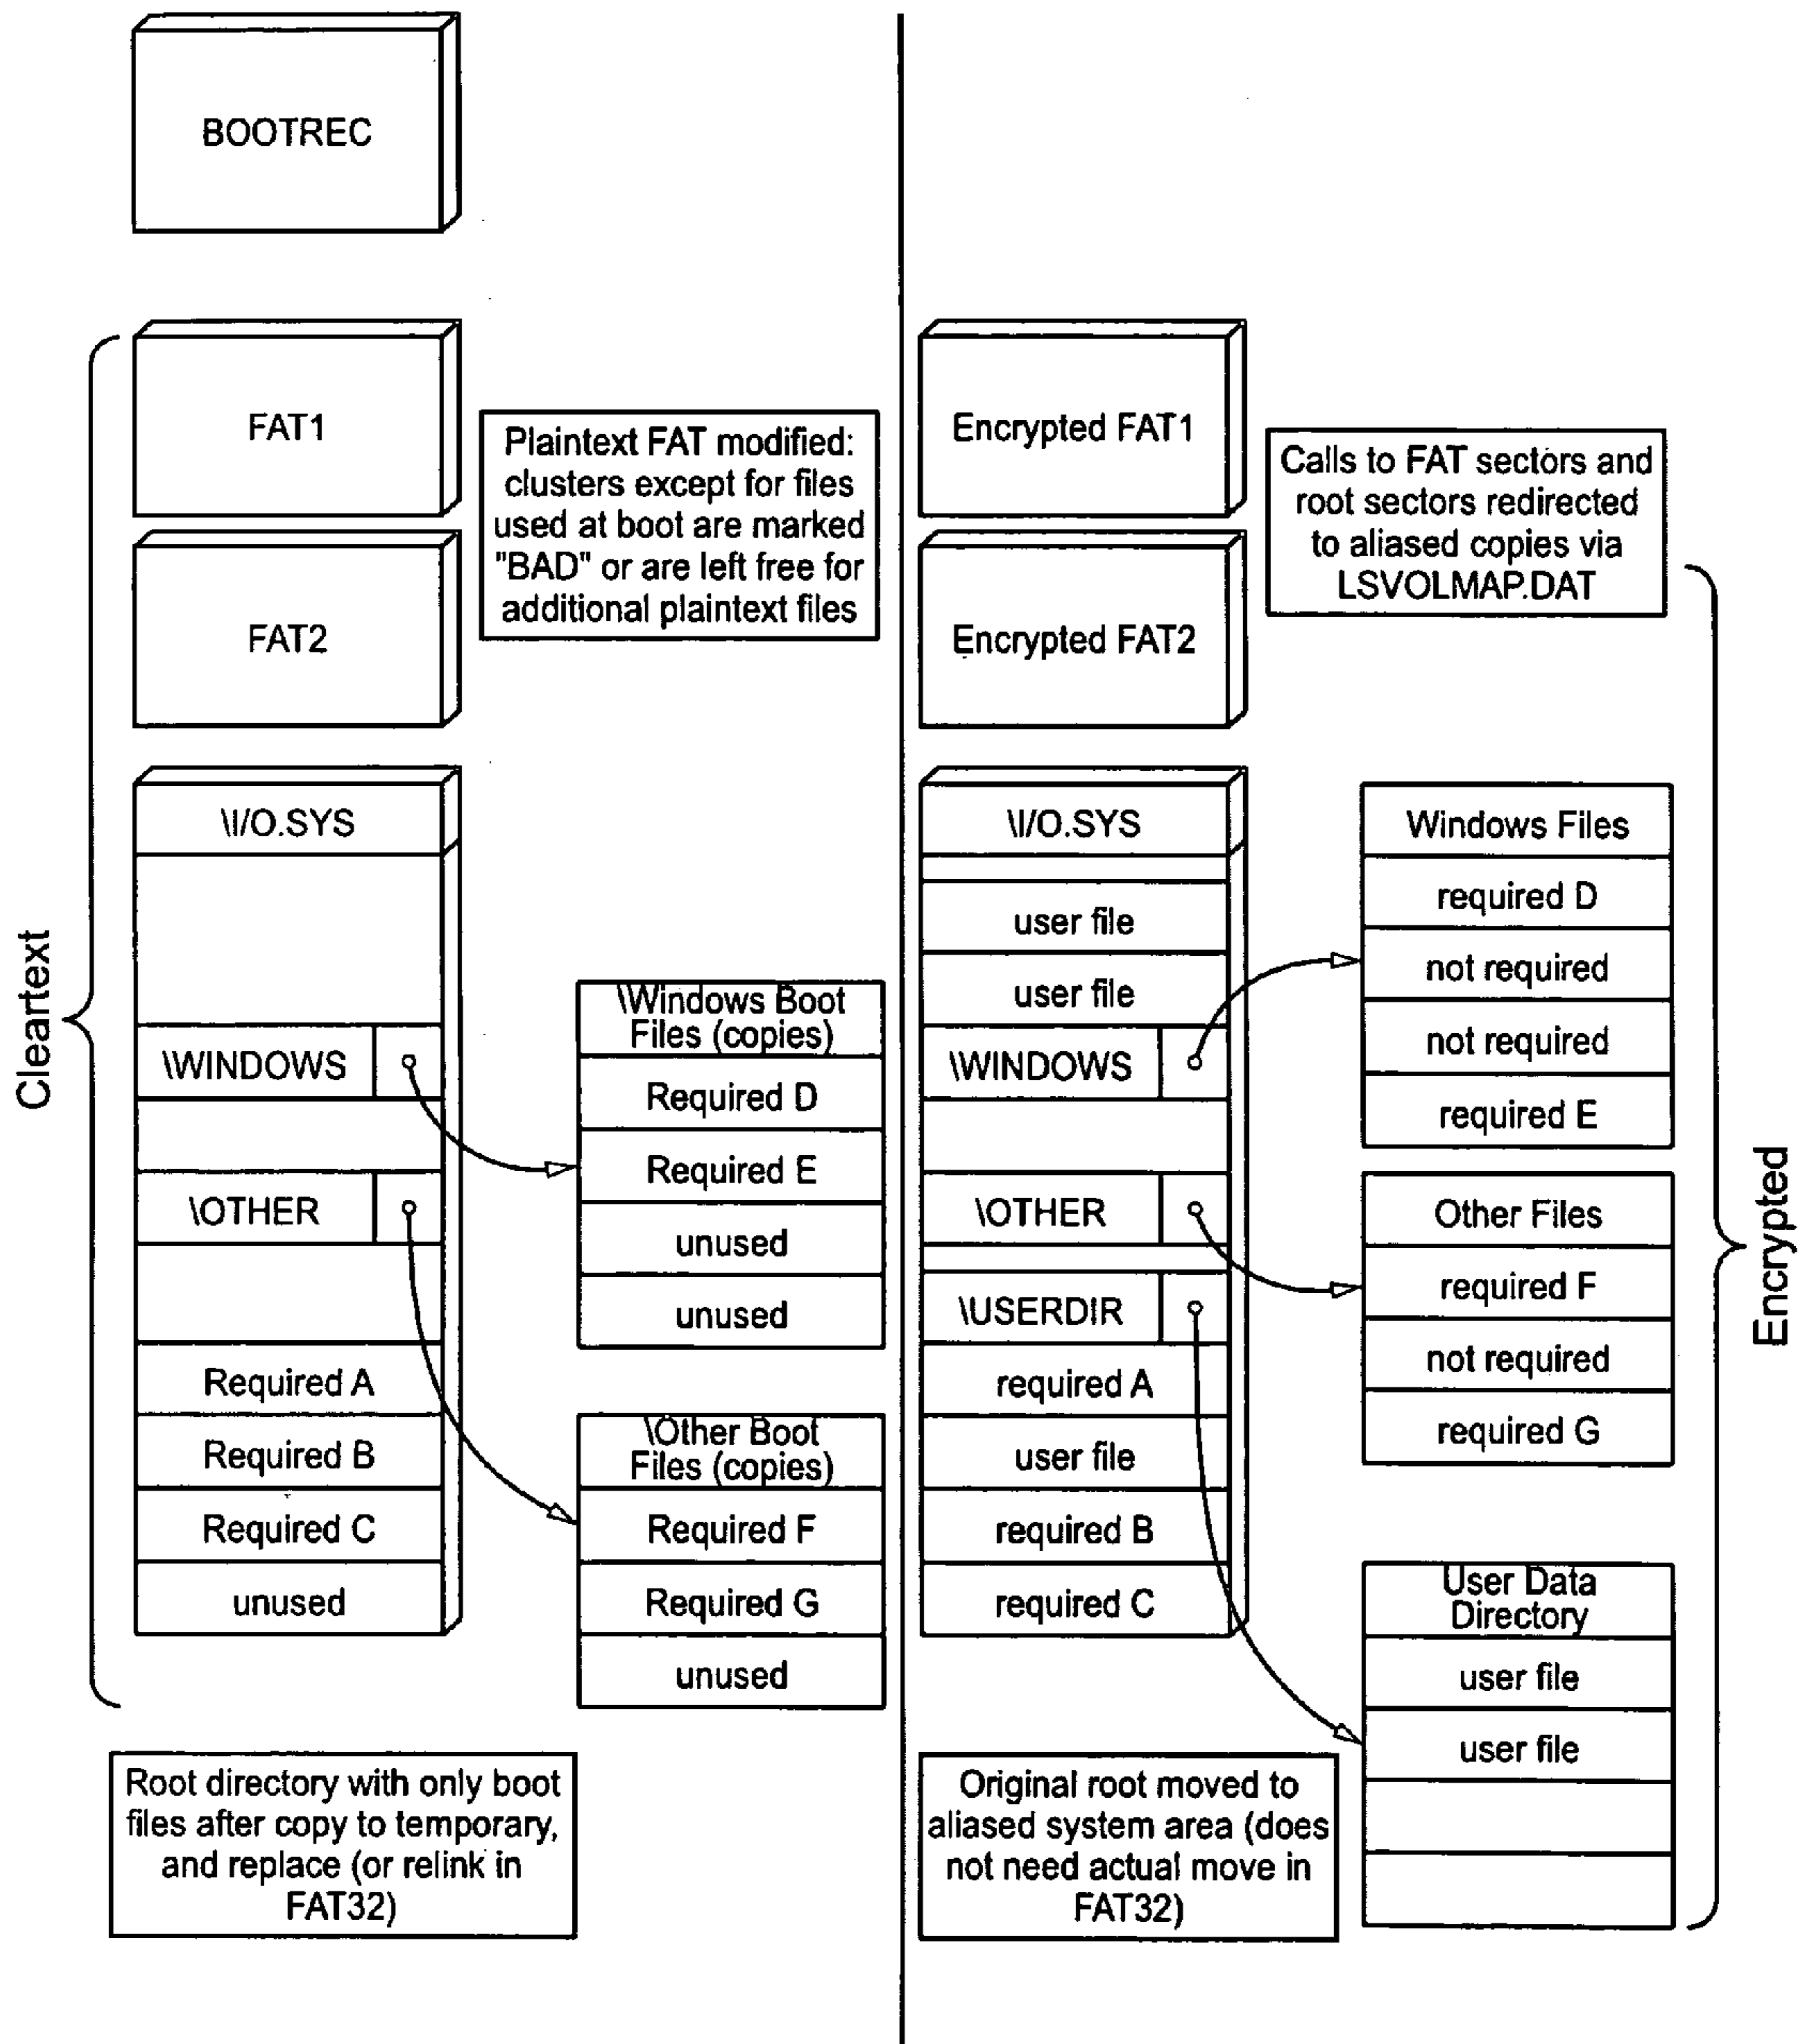 BOOTREC
Cleartext
FAT1
FAT2
Plaintext FAT modified:
clusters except for files
used at boot are marked
"BAD" or are left free for
additional plaintext files
\I/O.SYS
\WINDOWS
\OTHER
Required A
Required B
Required C
unused
\Windows Boot
Files (copies)
Required D
Required E
unused
unused
\Other Boot
Files (copies)
Required F
Required G
unused
Root directory with only boot
files after copy to temporary,
and replace (or relink in
FAT32)
Encrypted FAT1
Encrypted FAT2
Calls to FAT sectors and
root sectors redirected
to aliased copies via
LSVOLMAP.DAT
\I/O.SYS
user file
user file
\WINDOWS
\OTHER
\USERDIR
required A
user file
required B
required C
Windows Files
required D
not required
not required
required E
Other Files
required F
not required
required G
User Data
Directory
user file
user file
Encrypted
Original root moved to
aliased system area (does
not need actual move in
FAT32)